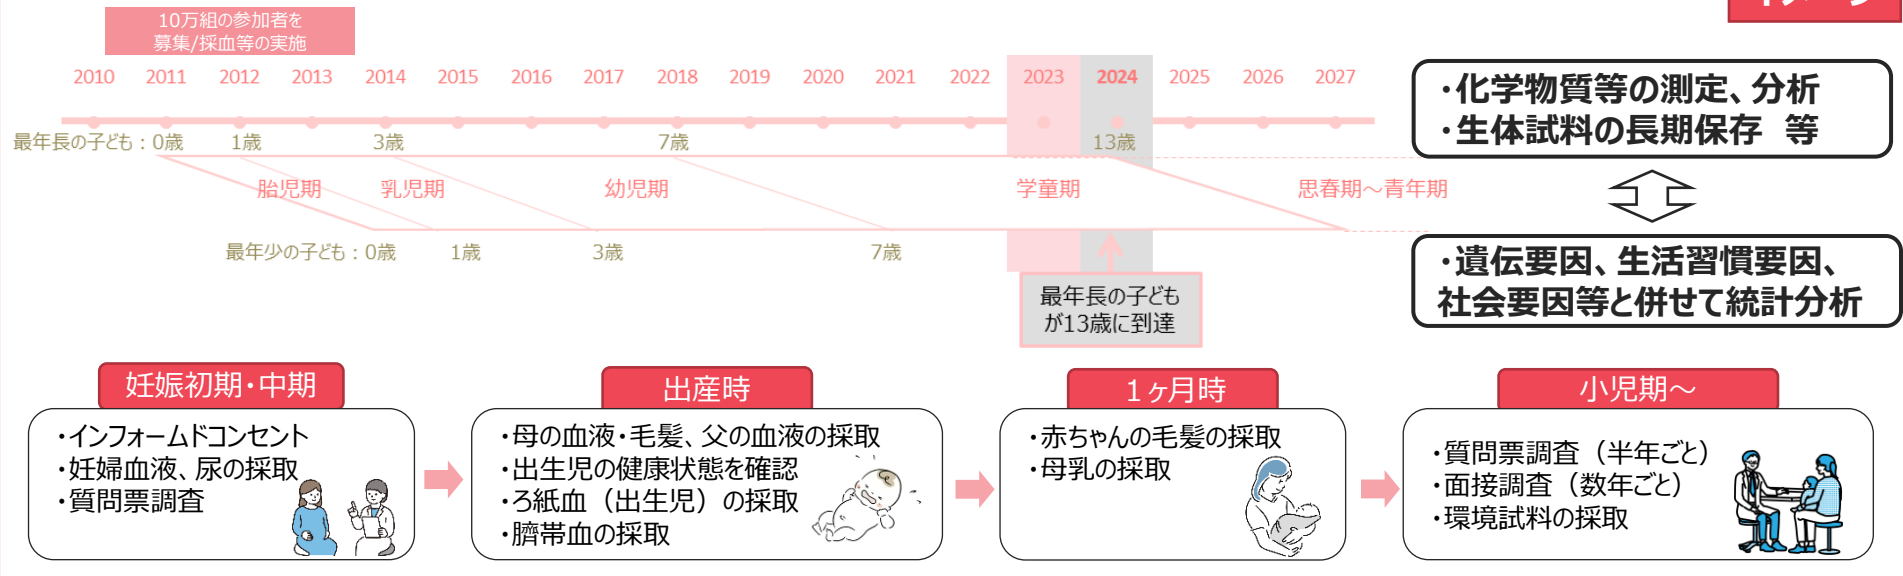 10万組の参加者を
募集/採血等の実施
2010 2011 2012 2013 2014 2015 2016 2017 2018 2019 2020 2021 2022 2023 2024 2025 2026 2027
最年長の子ども：0歳 1歳 3歳 7歳 13歳
胎児期 乳児期 幼児期 学童期 思春期～青年期
最年少の子ども：0歳 1歳 3歳 7歳
最年長の子ども
が13歳に到達
・化学物質等の測定、分析
・生体試料の長期保存 等
・遺伝要因、生活習慣要因、
社会要因等と併せて統計分析
妊娠初期・中期
・インフォームドコンセント
・妊婦血液、尿の採取
・質問票調査
出産時
・母の血液・毛髪、父の血液の採取
・出生児の健康状態を確認
・ろ紙血（出生児）の採取
・臍帯血の採取
１ヶ月時
・赤ちゃんの毛髪の採取
・母乳の採取
小児期～
・質問票調査（半年ごと）
・面接調査（数年ごと）
・環境試料の採取